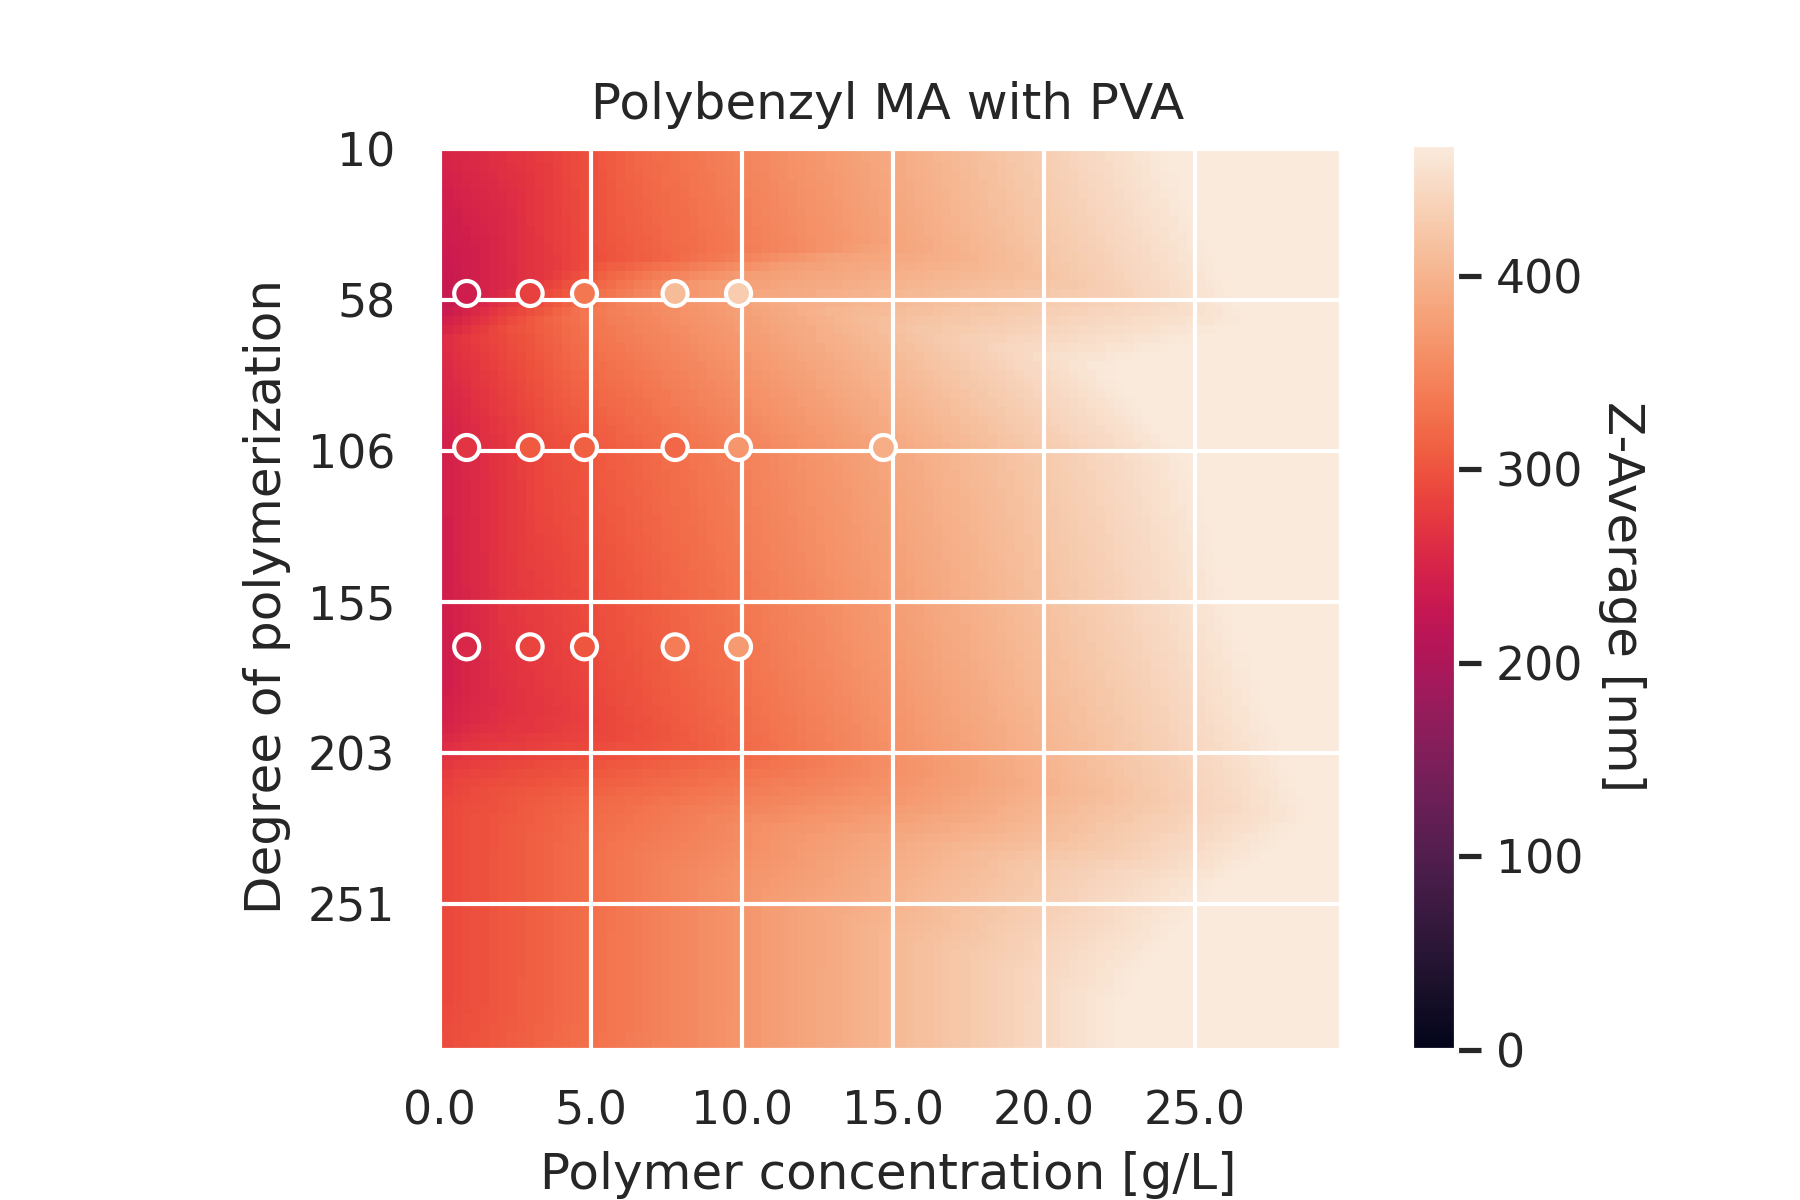 Polybenzyl MA with PVA
10
58
106
155
203
251
Degree of polymerization
0.0 5.0 10.0 15.0 20.0 25.0
Polymer concentration [g/L]
400
300
200
100
0
Z-Average [nm]